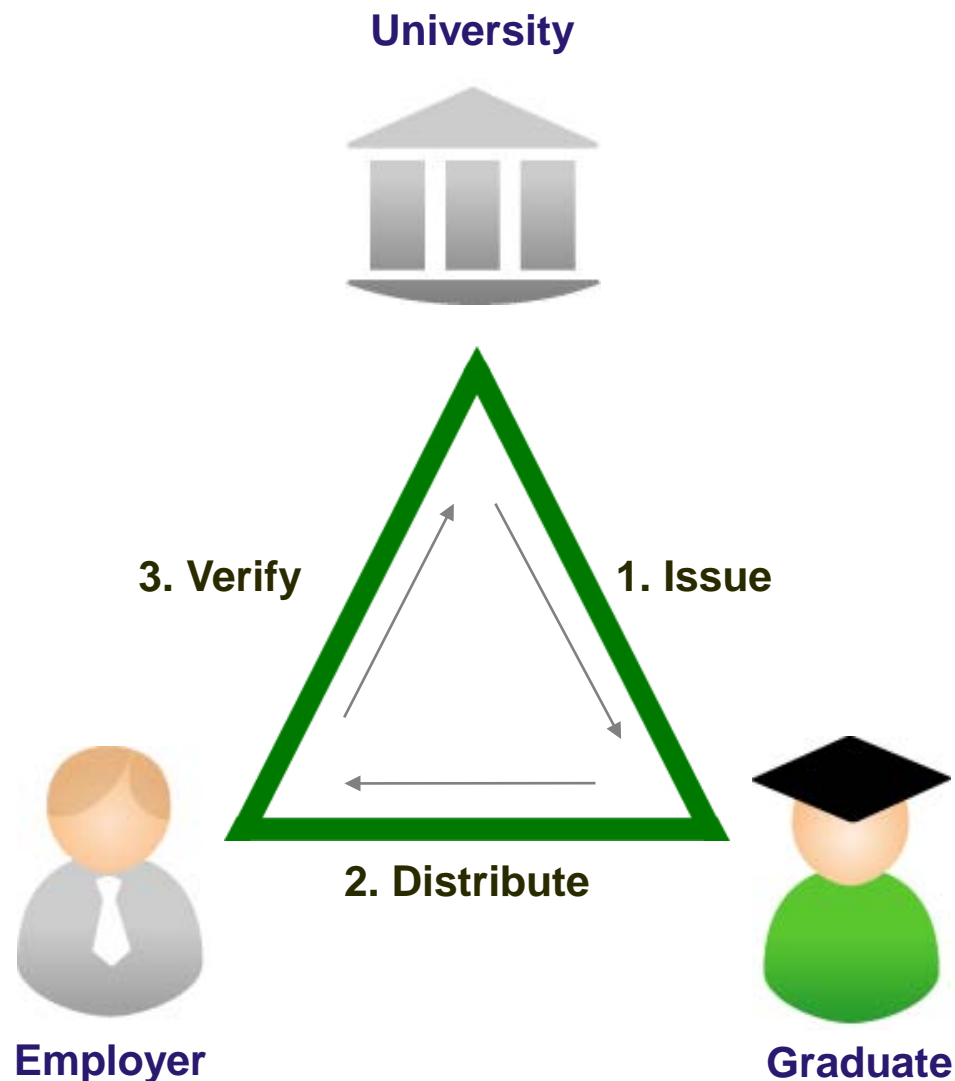 University
3. Verify
1. Issue
2. Distribute
Employer
Graduate